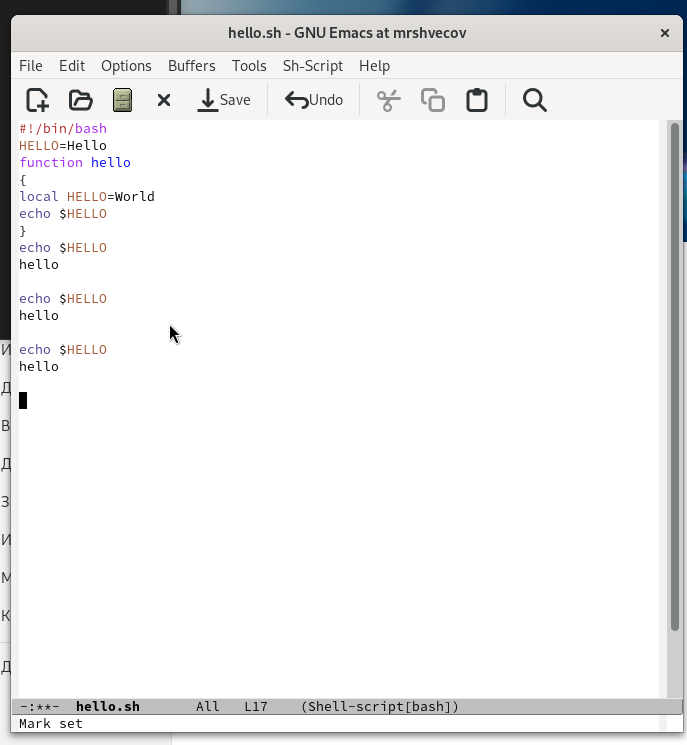 hello.sh - GNU Emacs at mrshvecov
File Edit Options Buffers Tools Sh-Script Help
Save Undo
#!/bin/bash
HELLO=Hello
function hello
{
local HELLO=World
echo $HELLO
}
echo $HELLO
hello
echo $HELLO
hello
echo $HELLO
hello
И
Д
В
Д
З
И
М
К
Д
-:**- hello.sh All L17 (Shell-script[bash])
Mark set